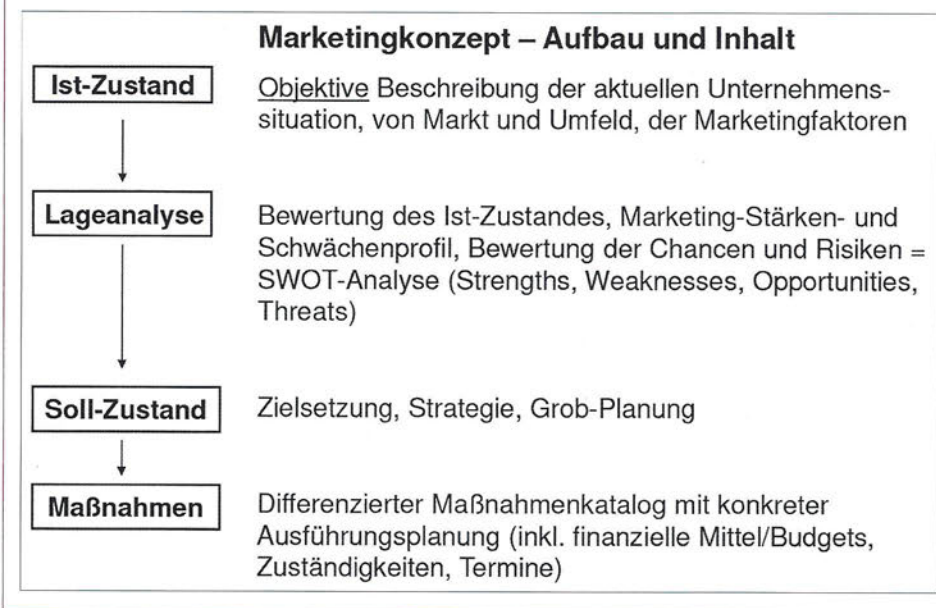 Marketingkonzept – Aufbau und Inhalt
Ist-Zustand
Objektive Beschreibung der aktuellen Unternehmens-
situation, von Markt und Umfeld, der Marketingfaktoren
Lageanalyse
Bewertung des Ist-Zustandes, Marketing-Stärken- und
Schwächenprofil, Bewertung der Chancen und Risiken =
SWOT-Analyse (Strengths, Weaknesses, Opportunities,
Threats)
Soll-Zustand
Zielsetzung, Strategie, Grob-Planung
Maßnahmen
Differenzierter Maßnahmenkatalog mit konkreter
Ausführungsplanung (inkl. finanzielle Mittel/Budgets,
Zuständigkeiten, Termine)